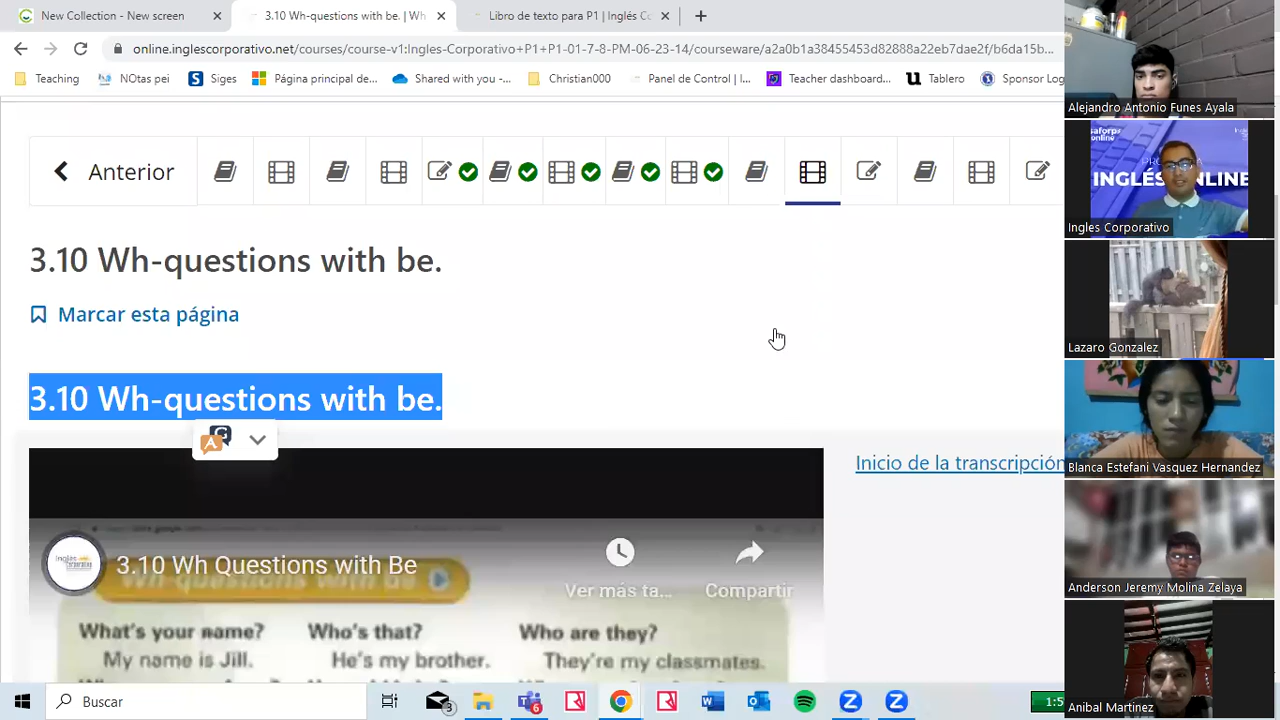 New Collection - New screen
3.10 Wh-questions with be. | Wh
Libro de texto para P1 | Inglés Co
online.inglescorporativo.net/courses/course-v1:Ingles-Corporativo+P1+P1-01-7-8-PM-06-23-14/courseware/a2a0b1a38455453d82888a22eb7dae2f/b6da15b...
Teaching
NOtas pei
Siges
Página principal de...
Shared with you -...
Christian000
Panel de Control | I...
Teacher dashboard...
Tablero
Sponsor Log
Anterior
3.10 Wh-questions with be.
Marcar esta página
3.10 Wh-questions with be.
Inicio de la transcripción
3.10 Wh Questions with Be
Ver más ta...
Compartir
What's your name?
Who's that?
Who are they?
My name is Jill.
He's my brother.
They're my classmates.
Buscar
1:5
Alejandro Antonio Funes Ayala
INGLÉS ONLINE
Ingles Corporativo
Lazaro Gonzalez
Blanca Estefani Vasquez Hernandez
Anderson Jeremy Molina Zelaya
Anibal Martínez